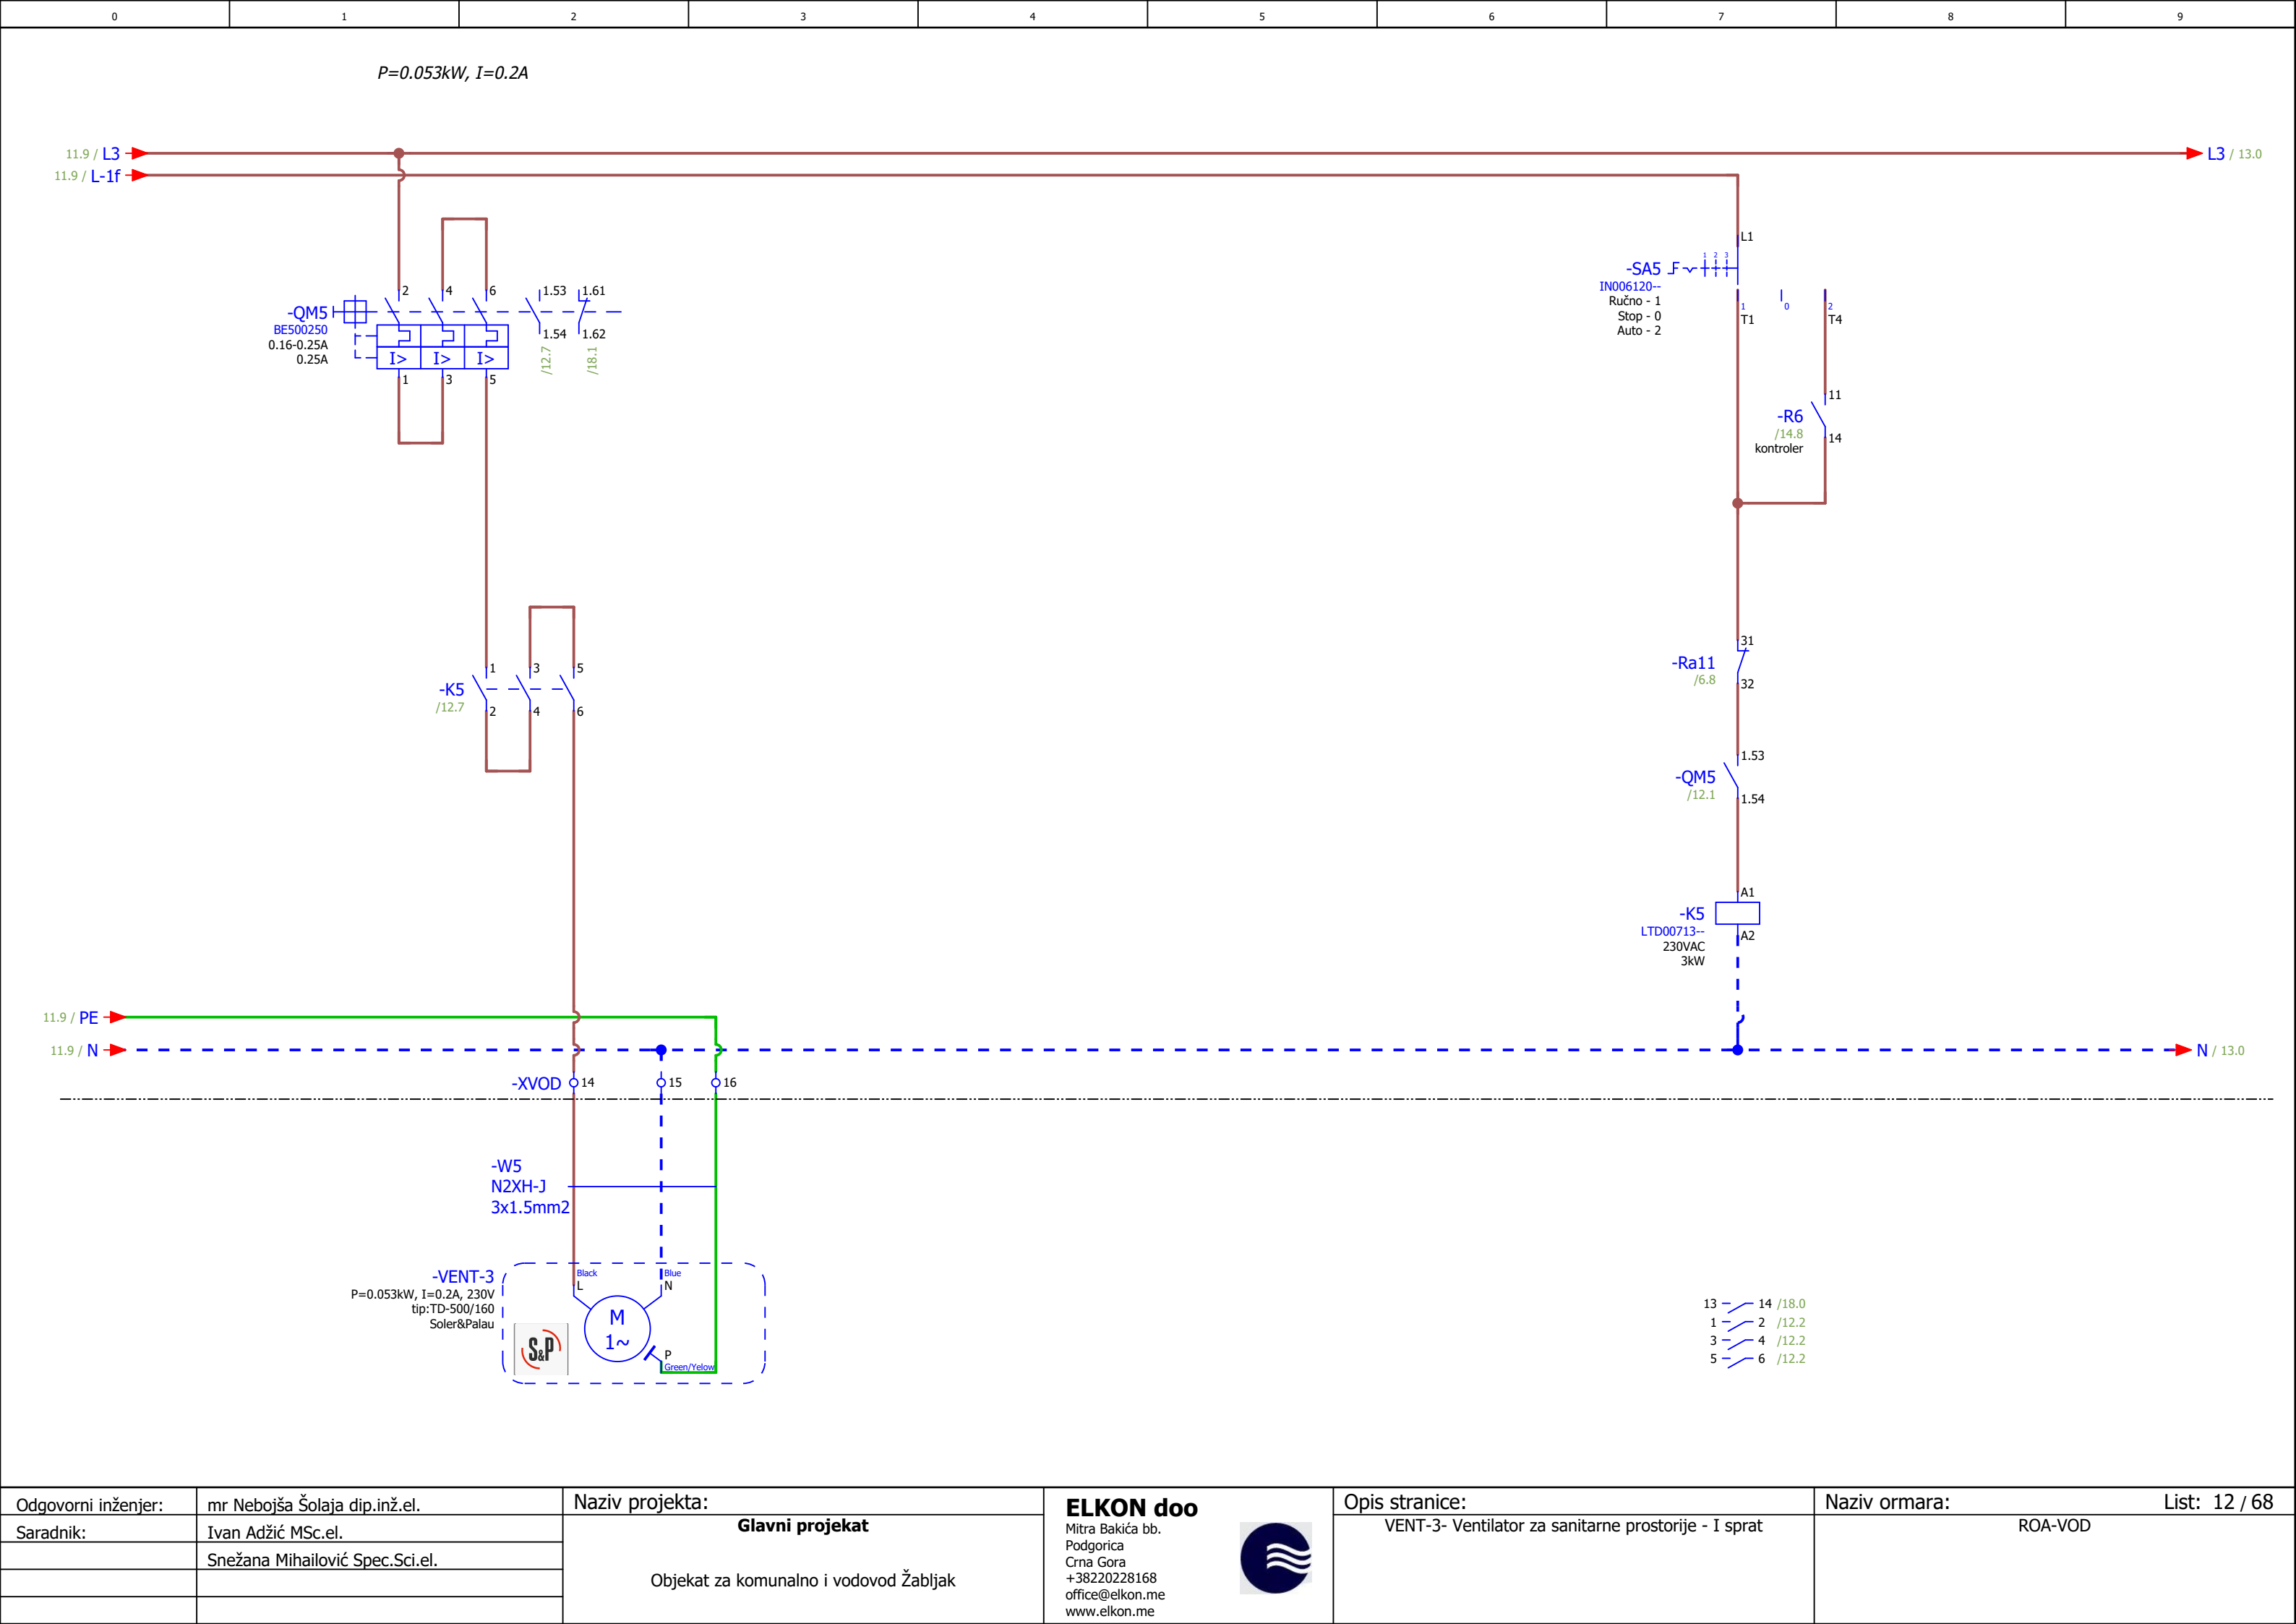 0 1 2 3 4 5 6 7 8 9
P=0.053kW, I=0.2A
11.9 / L3
L3 / 13.0
11.9 / L-1f
L1
-SA5
1 2 3
IN006120--
Ručno - 1
Stop - 0
Auto - 2
1 0 2
T1 T4
2 4 6 1.53 1.61
-QM5
BE500250
0.16-0.25A
0.25A
I> I> I>
1.54 1.62
/12.7 /18.1
1 3 5
11
-R6
/14.8
kontroler
14
31
-Ra11
/6.8
32
1 3 5
-K5
/12.7
2 4 6
1.53
-QM5
/12.1
1.54
A1
-K5
LTD00713--
230VAC
3kW
A2
11.9 / PE
11.9 / N
N / 13.0
-XVOD 14 15 16
-W5
N2XH-J
3x1.5mm2
-VENT-3
P=0.053kW, I=0.2A, 230V
tip:TD-500/160
Soler&Palau
Black Blue
L N
M
1~
S&P
P
Green/Yelow
13 14 /18.0
1 2 /12.2
3 4 /12.2
5 6 /12.2
Odgovorni inženjer: mr Nebojša Šolaja dip.inž.el.
Saradnik: Ivan Adžić MSc.el.
Snežana Mihailović Spec.Sci.el.
Naziv projekta:
Glavni projekat
Objekat za komunalno i vodovod Žabljak
ELKON doo
Mitra Bakića bb.
Podgorica
Crna Gora
+38220228168
office@elkon.me
www.elkon.me
Opis stranice:
VENT-3- Ventilator za sanitarne prostorije - I sprat
Naziv ormara: List: 12 / 68
ROA-VOD